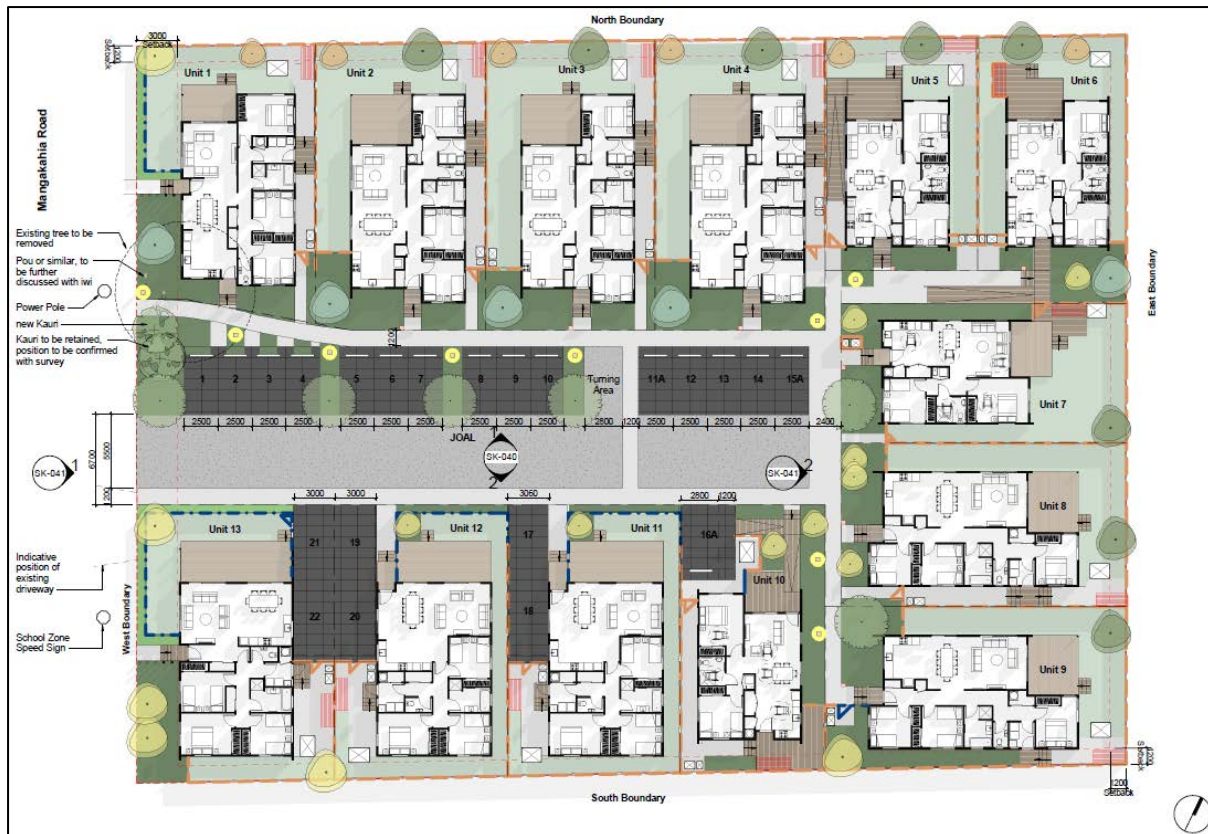 North Boundary
3000
Setback
1200
Setback
Unit 1
Unit 2
Unit 3
Unit 4
Unit 5
Unit 6
Mangakahia Road
Existing tree to be
removed
Pou or similar, to
be further
discussed with iwi
Power Pole
new Kauri
Kauri to be retained,
position to be confirmed
with survey
East Boundary
1200
1
2
3
4
5
6
7
8
9
10
Turning
Area
11A
12
13
14
15A
Unit 7
2500
2500
2500
2500
2500
2500
2500
2500
2500
2500
2800
1200
2500
2500
2500
2500
2500
2400
JOAL
6700
5500
1200
SK-041
1
1
SK-040
2
SK-041
2
3000
3000
3060
2800
1200
Unit 8
Unit 13
21
19
Unit 12
17
Unit 11
16A
Unit 10
22
20
18
Indicative
position of
existing
driveway
School Zone
Speed Sign
West Boundary
Unit 9
1200
Setback
1200
Setback
South Boundary